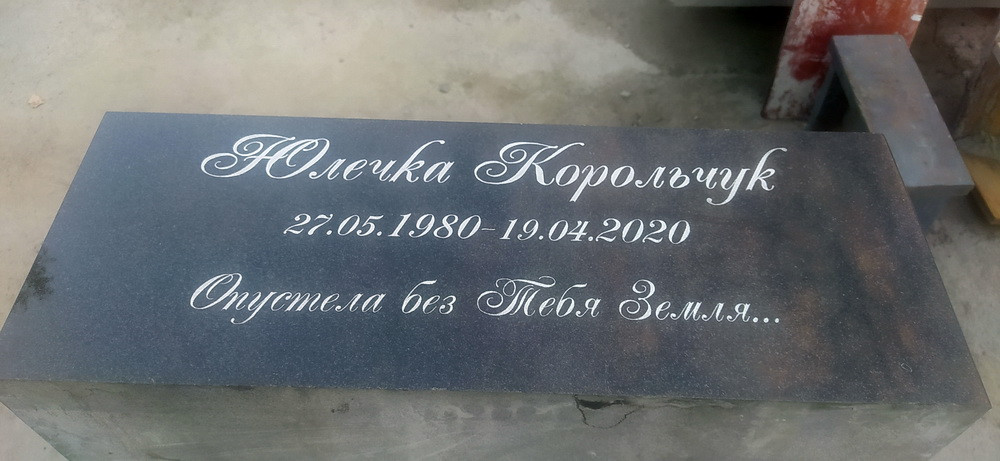 Юлечка Корольчук
27.05.1980-19.04.2020
Опустела без Тебя Земля...